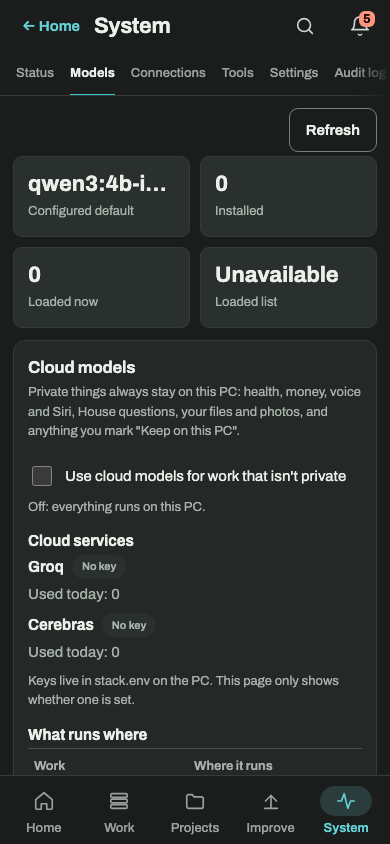 ← Home System
5
Status Models Connections Tools Settings Audit log
Refresh
qwen3:4b-i...
Configured default
0
Installed
0
Loaded now
Unavailable
Loaded list
Cloud models
Private things always stay on this PC: health, money, voice
and Siri, House questions, your files and photos, and
anything you mark "Keep on this PC".
Use cloud models for work that isn't private
Off: everything runs on this PC.
Cloud services
Groq No key
Used today: 0
Cerebras No key
Used today: 0
Keys live in stack.env on the PC. This page only shows
whether one is set.
What runs where
Work Where it runs
Home Work Projects Improve System